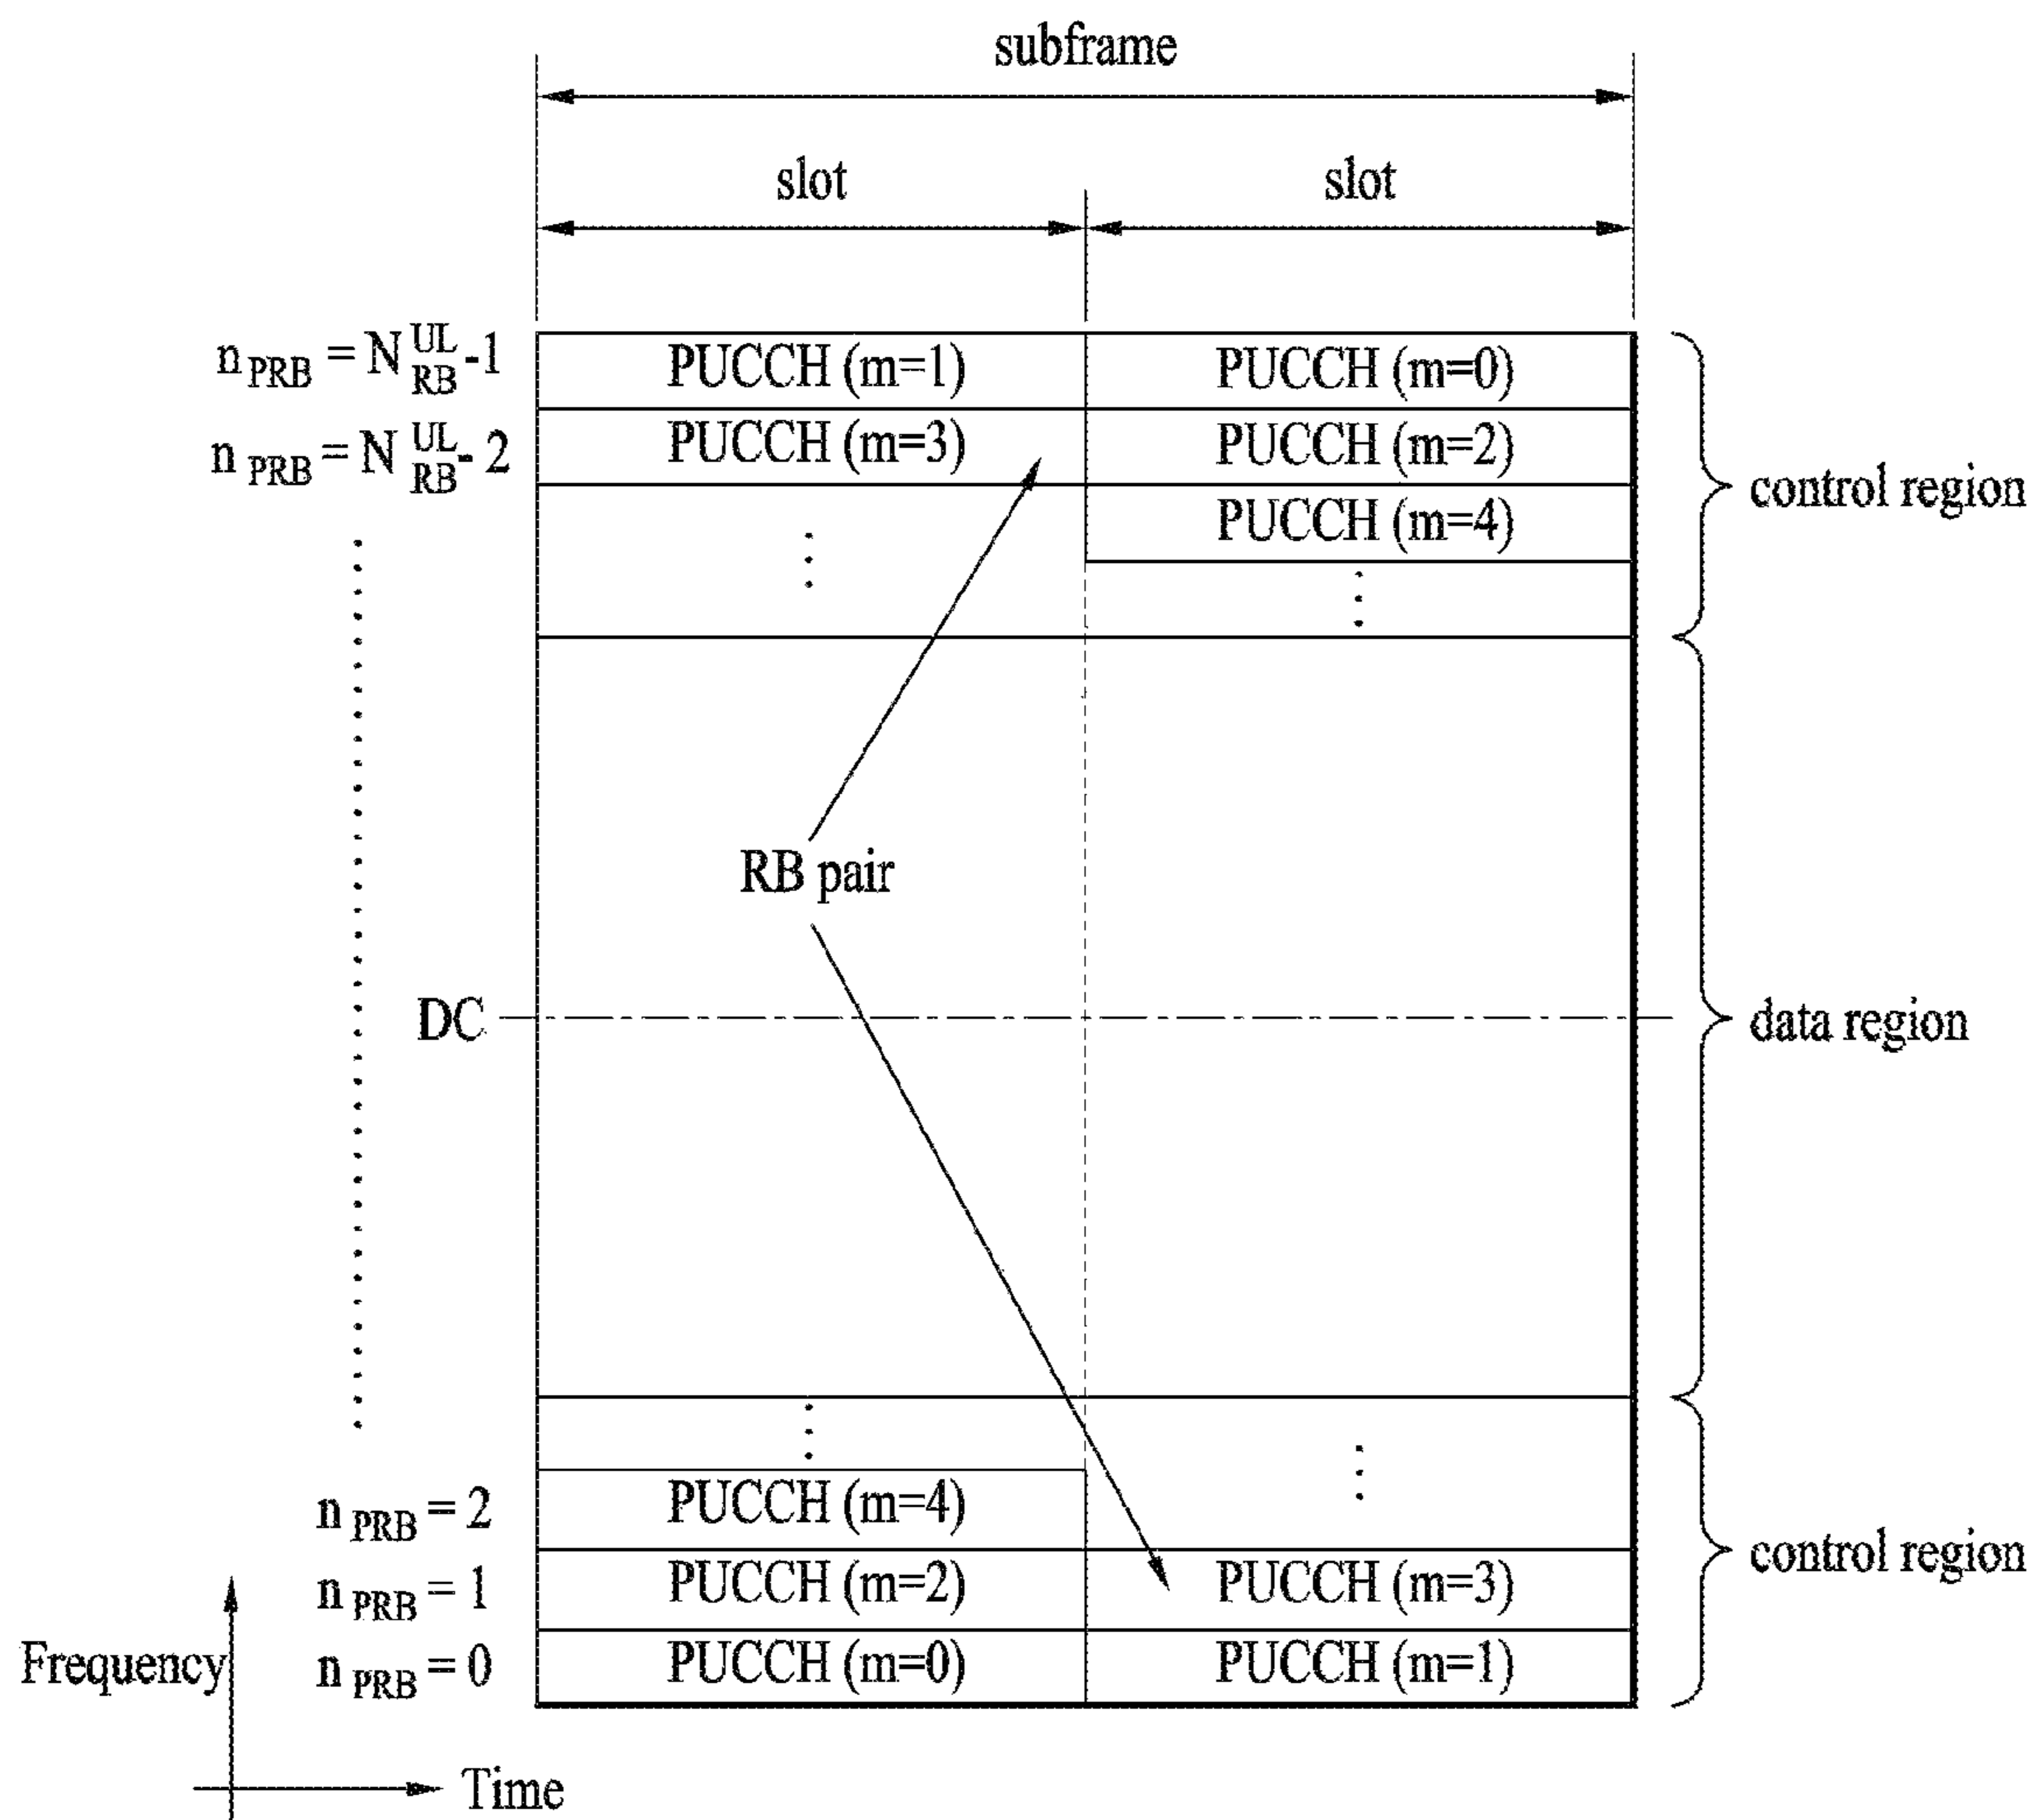 subframe
slot slot
n PRB = N UL RB -1 PUCCH (m=1) PUCCH (m=0)
n PRB = N UL RB - 2 PUCCH (m=3) PUCCH (m=2)
control region
PUCCH (m=4)
RB pair
DC
data region
n PRB = 2 PUCCH (m=4)
control region
n PRB = 1 PUCCH (m=2) PUCCH (m=3)
n PRB = 0 PUCCH (m=0) PUCCH (m=1)
Frequency
Time